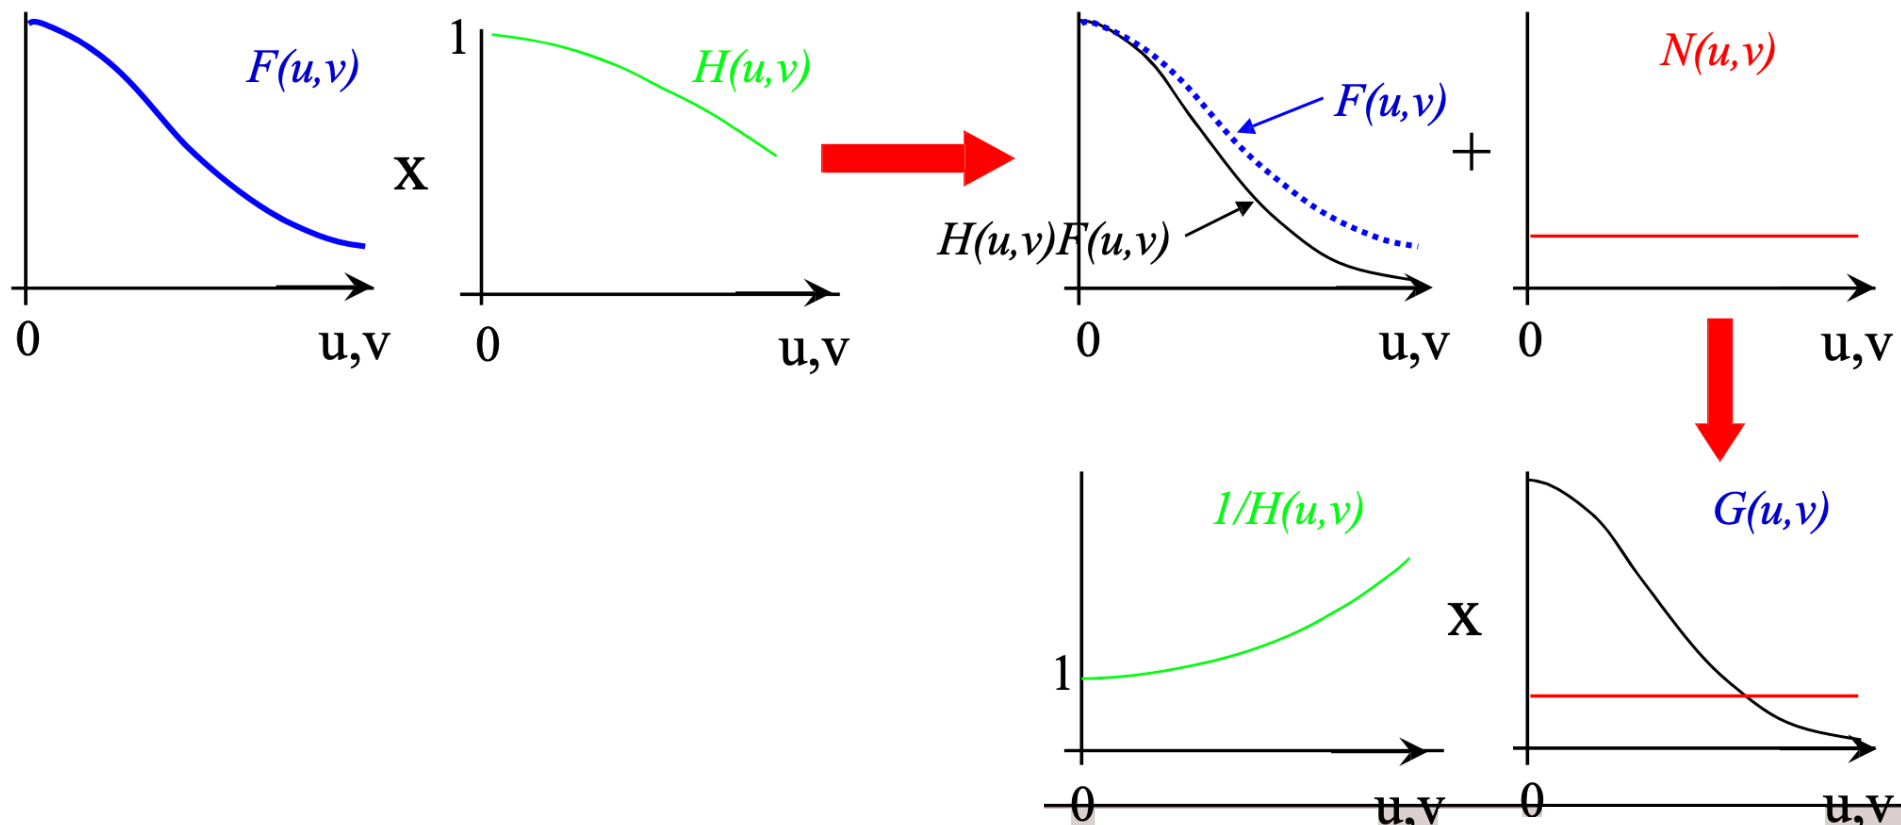 F(u,v)
0
u,v
x
1
H(u,v)
0
u,v
F(u,v)
H(u,v)F(u,v)
0
u,v
+
N(u,v)
0
u,v
1/H(u,v)
1
0
u,v
x
G(u,v)
0
u,v